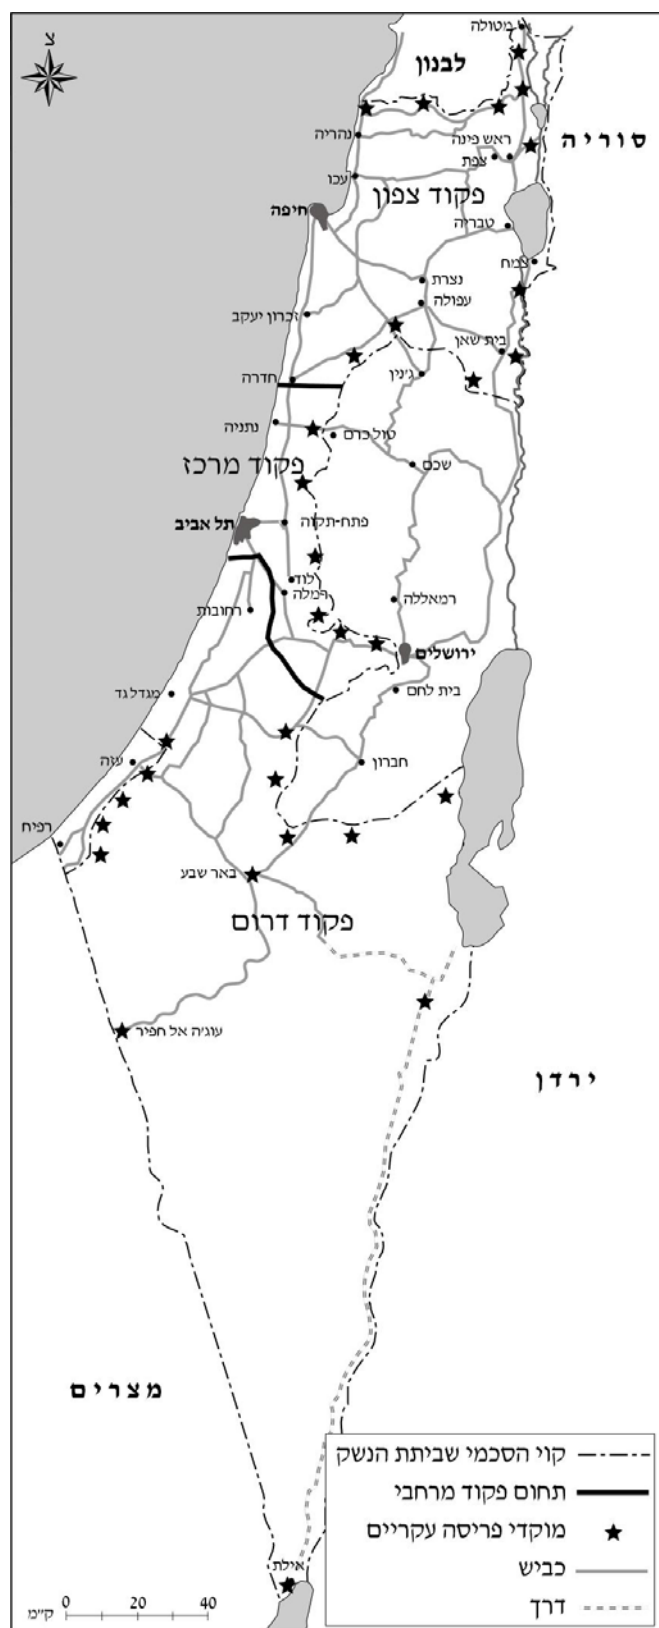 צ
מטולה
לבנון
סוריה
נהריה
ראש פינה
צפת
עכו
פקוד צפון
חיפה
טבריה
צמח
נצרת
עפולה
זכרון יעקב
בית שאן
ג'נין
חדרה
נתניה
טול כרם
שכם
פקוד מרכז
פתח-תקוה
תל אביב
לוד
רמלה
רמאללה
רחובות
ירושלים
בית לחם
מגדל גד
חברון
עזה
רפיח
באר שבע
פקוד דרום
עוג'ה אל חפיר
ירדן
מצרים
קוי הסכמי שביתת הנשק
תחום פקוד מרחבי
מוקדי פריסה עקריים
כביש
דרך
אילת
ק"מ 0 20 40